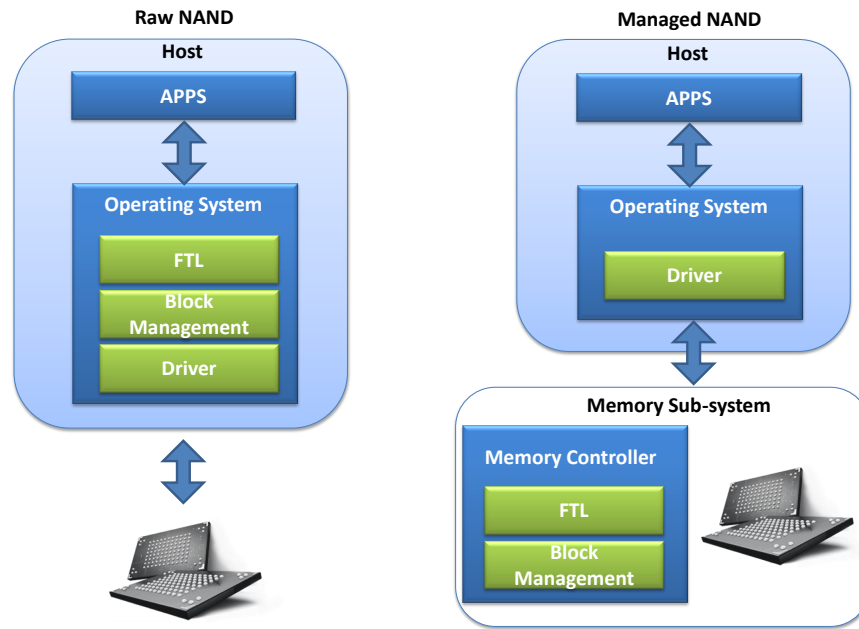 Raw NAND
Host
APPS
Operating System
FTL
Block
Management
Driver
Managed NAND
Host
APPS
Operating System
Driver
Memory Sub-system
Memory Controller
FTL
Block
Management